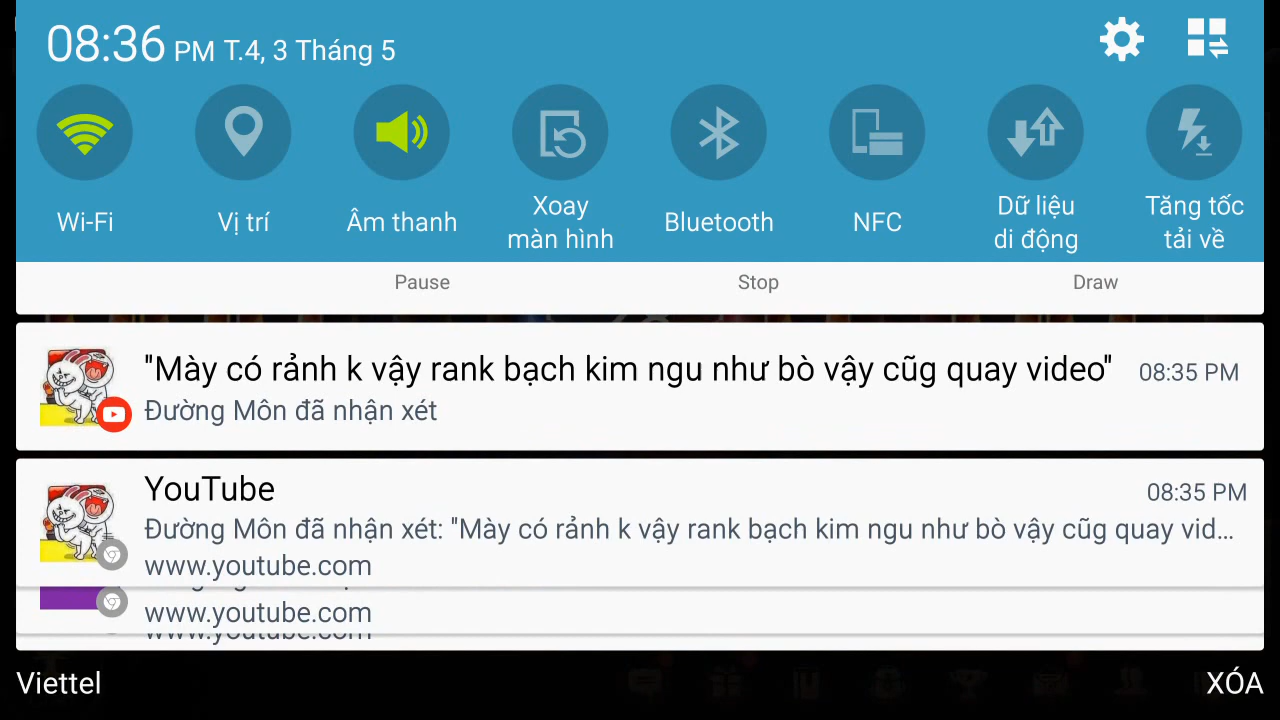 08:36 PM T.4, 3 Tháng 5
Wi-Fi
Vị trí
Âm thanh
Xoay
màn hình
Bluetooth
NFC
Dữ liệu
di động
Tăng tốc
tải về
Pause Stop Draw
"Mày có rảnh k vậy rank bạch kim ngu như bò vậy cũg quay video" 08:35 PM
Đường Môn đã nhận xét
YouTube 08:35 PM
Đường Môn đã nhận xét: "Mày có rảnh k vậy rank bạch kim ngu như bò vậy cũg quay vid...
www.youtube.com
www.youtube.com
www.youtube.com
Viettel XÓA